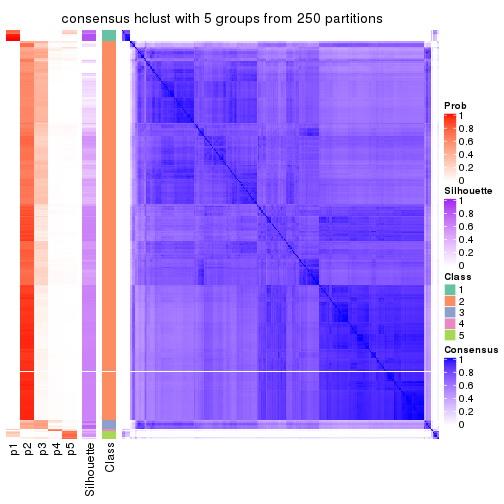 consensus hclust with 5 groups from 250 partitions
Prob
1
0.8
0.6
0.4
0.2
0
Silhouette
1
0.8
0.6
0.4
0.2
0
Class
1
2
3
4
5
Consensus
1
0.8
0.6
0.4
0.2
0
p1
p2
p3
p4
p5
Silhouette
Class